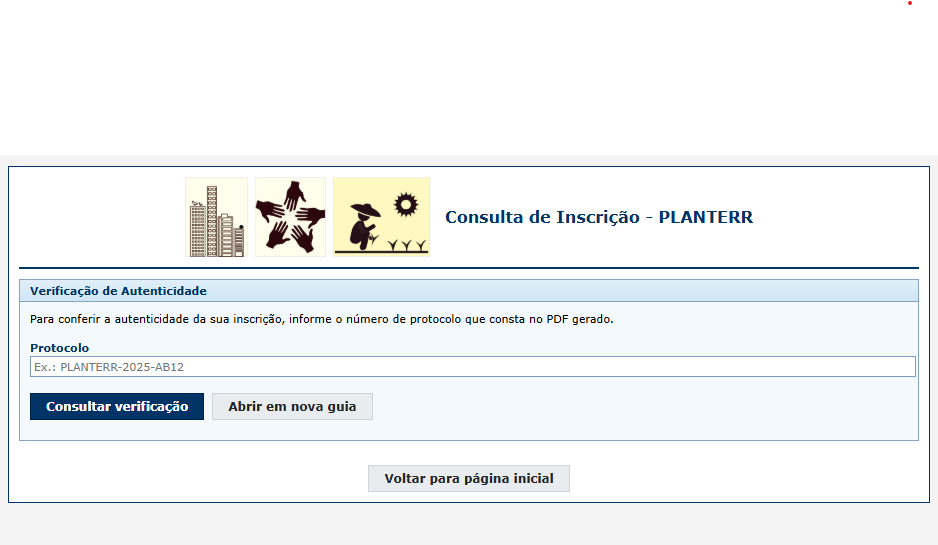 Consulta de Inscrição - PLANTERR
Verificação de Autenticidade
Para conferir a autenticidade da sua inscrição, informe o número de protocolo que consta no PDF gerado.
Protocolo
Ex.: PLANTERR-2025-AB12
Consultar verificação Abrir em nova guia
Voltar para página inicial